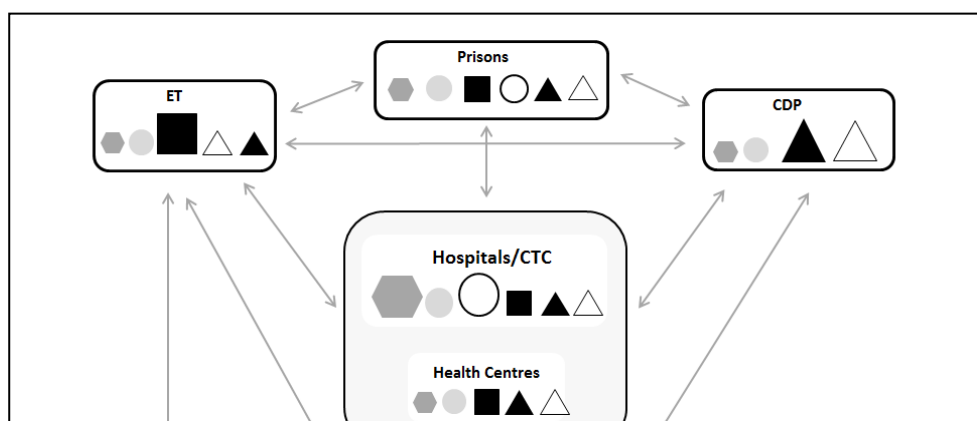 Prisons
ET
CDP
Hospitals/CTC
Health Centres